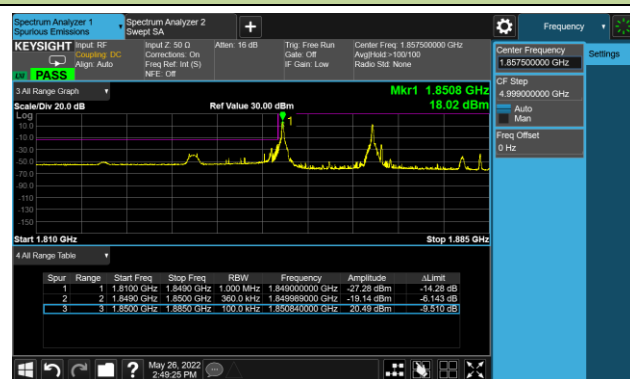 Spectrum Analyzer 1
Spurious Emissions
Spectrum Analyzer 2
Swept SA
Frequency
KEYSIGHT
Input: RF
Coupling: DC
Align: Auto
Input Z: 50 Ω
Corrections: On
Freq Ref: Int (S)
NFE: Off
Atten: 16 dB
Trig: Free Run
Gate: Off
IF Gain: Low
Center Freq: 1.857500000 GHz
Avg|Hold:>100/100
Radio Std: None
LW PASS
Center Frequency
1.857500000 GHz
Settings
CF Step
4.999000000 GHz
Auto
Man
Freq Offset
0 Hz
3 All Range Graph
Scale/Div 20.0 dB
Ref Value 30.00 dBm
Mkr1 1.8508 GHz
18.02 dBm
Log
10.0
-10.0
-30.0
-50.0
-70.0
-90.0
-110
-130
-150
1
Start 1.810 GHz
Stop 1.885 GHz
4 All Range Table
Spur Range Start Freq Stop Freq RBW Frequency Amplitude ΔLimit
1 1 1.8100 GHz 1.8490 GHz 1.000 MHz 1.849000000 GHz -27.28 dBm -14.28 dB
2 2 1.8490 GHz 1.8500 GHz 360.0 kHz 1.849989000 GHz -19.14 dBm -6.143 dB
3 3 1.8500 GHz 1.8850 GHz 100.0 kHz 1.850840000 GHz 20.49 dBm -9.510 dB
May 26, 2022
2:49:25 PM